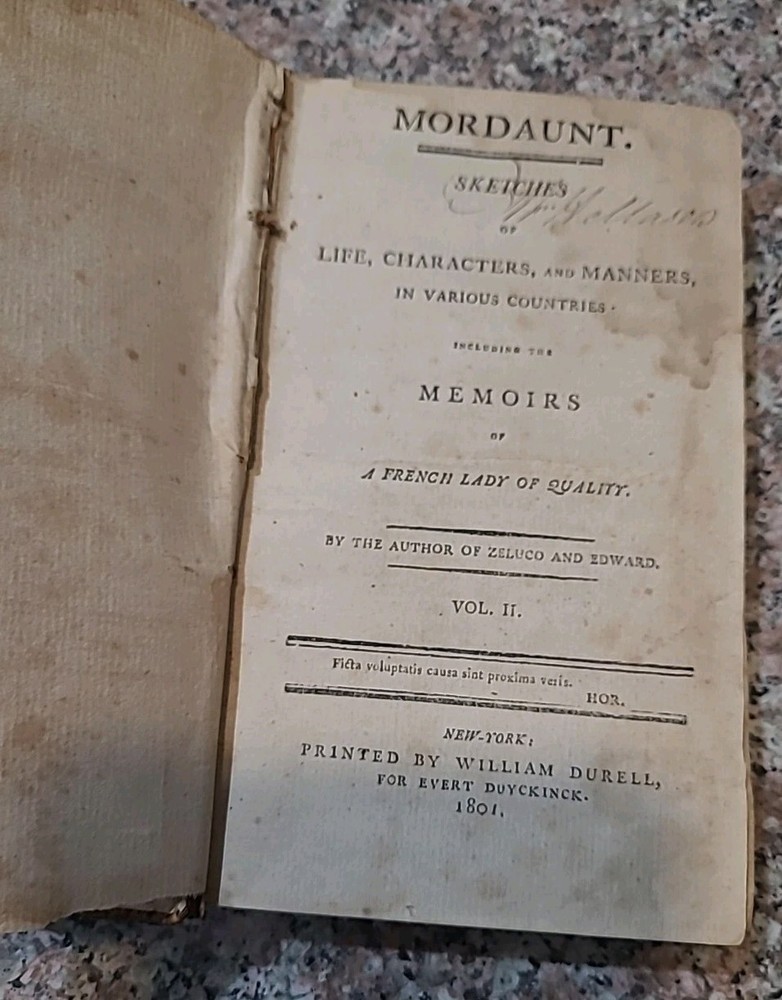 MORDAUNT.
SKETCHES
OF
LIFE, CHARACTERS, AND MANNERS,
IN VARIOUS COUNTRIES
INCLUDING THE
MEMOIRS
OF
A FRENCH LADY OF QUALITY.
BY THE AUTHOR OF ZELUCO AND EDWARD.
VOL. II.
Ficta voluptatis causa sint proxima veris.
HOR.
NEW-YORK:
PRINTED BY WILLIAM DURELL,
FOR EVERT DUYCKINCK.
1801.